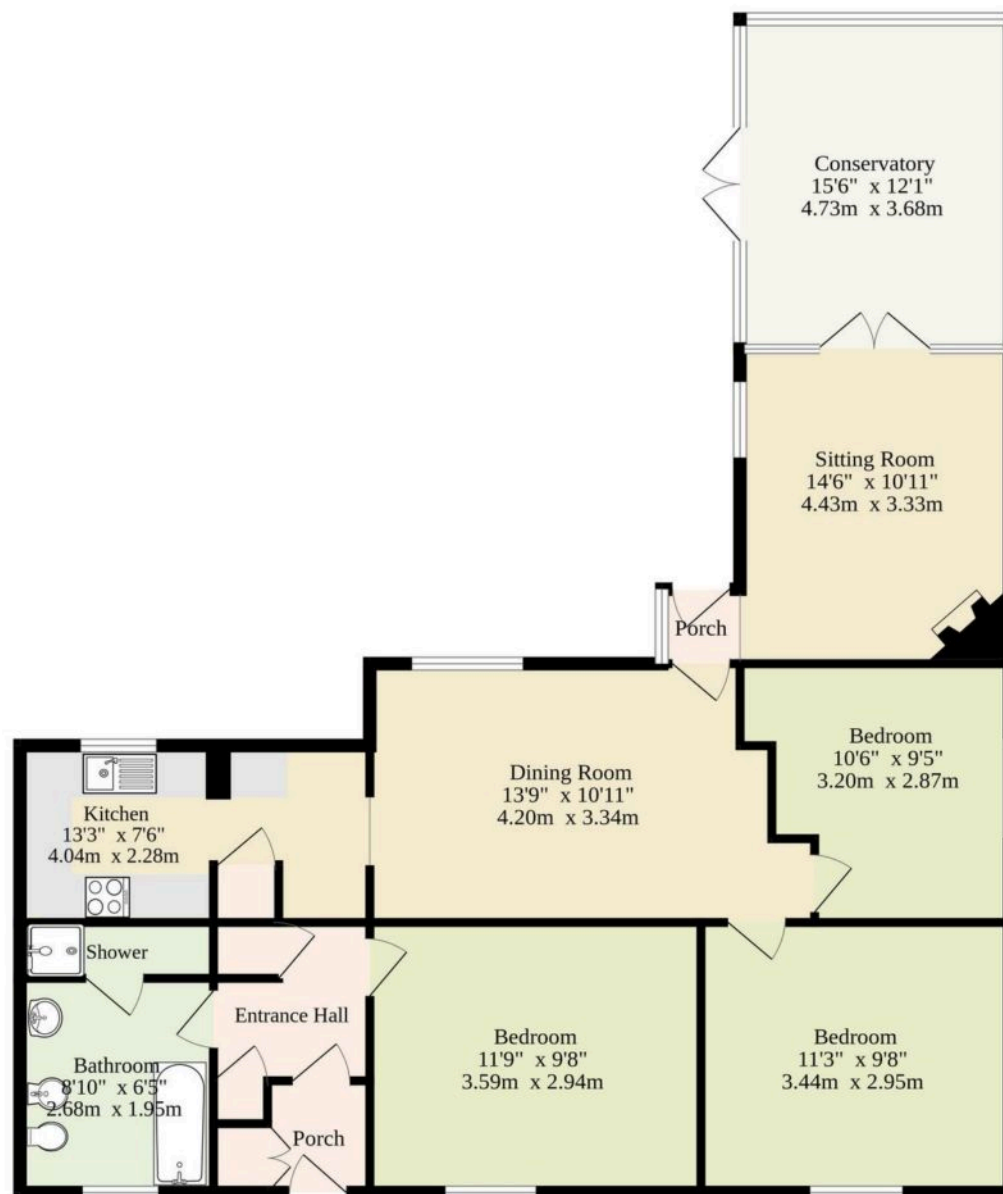 Conservatory
15'6" x 12'1"
4.73m x 3.68m
Sitting Room
14'6" x 10'11"
4.43m x 3.33m
Porch
Bedroom
10'6" x 9'5"
3.20m x 2.87m
Dining Room
13'9" x 10'11"
4.20m x 3.34m
Kitchen
13'3" x 7'6"
4.04m x 2.28m
Shower
Entrance Hall
Bathroom
8'10" x 6'5"
2.68m x 1.95m
Porch
Bedroom
11'9" x 9'8"
3.59m x 2.94m
Bedroom
11'3" x 9'8"
3.44m x 2.95m